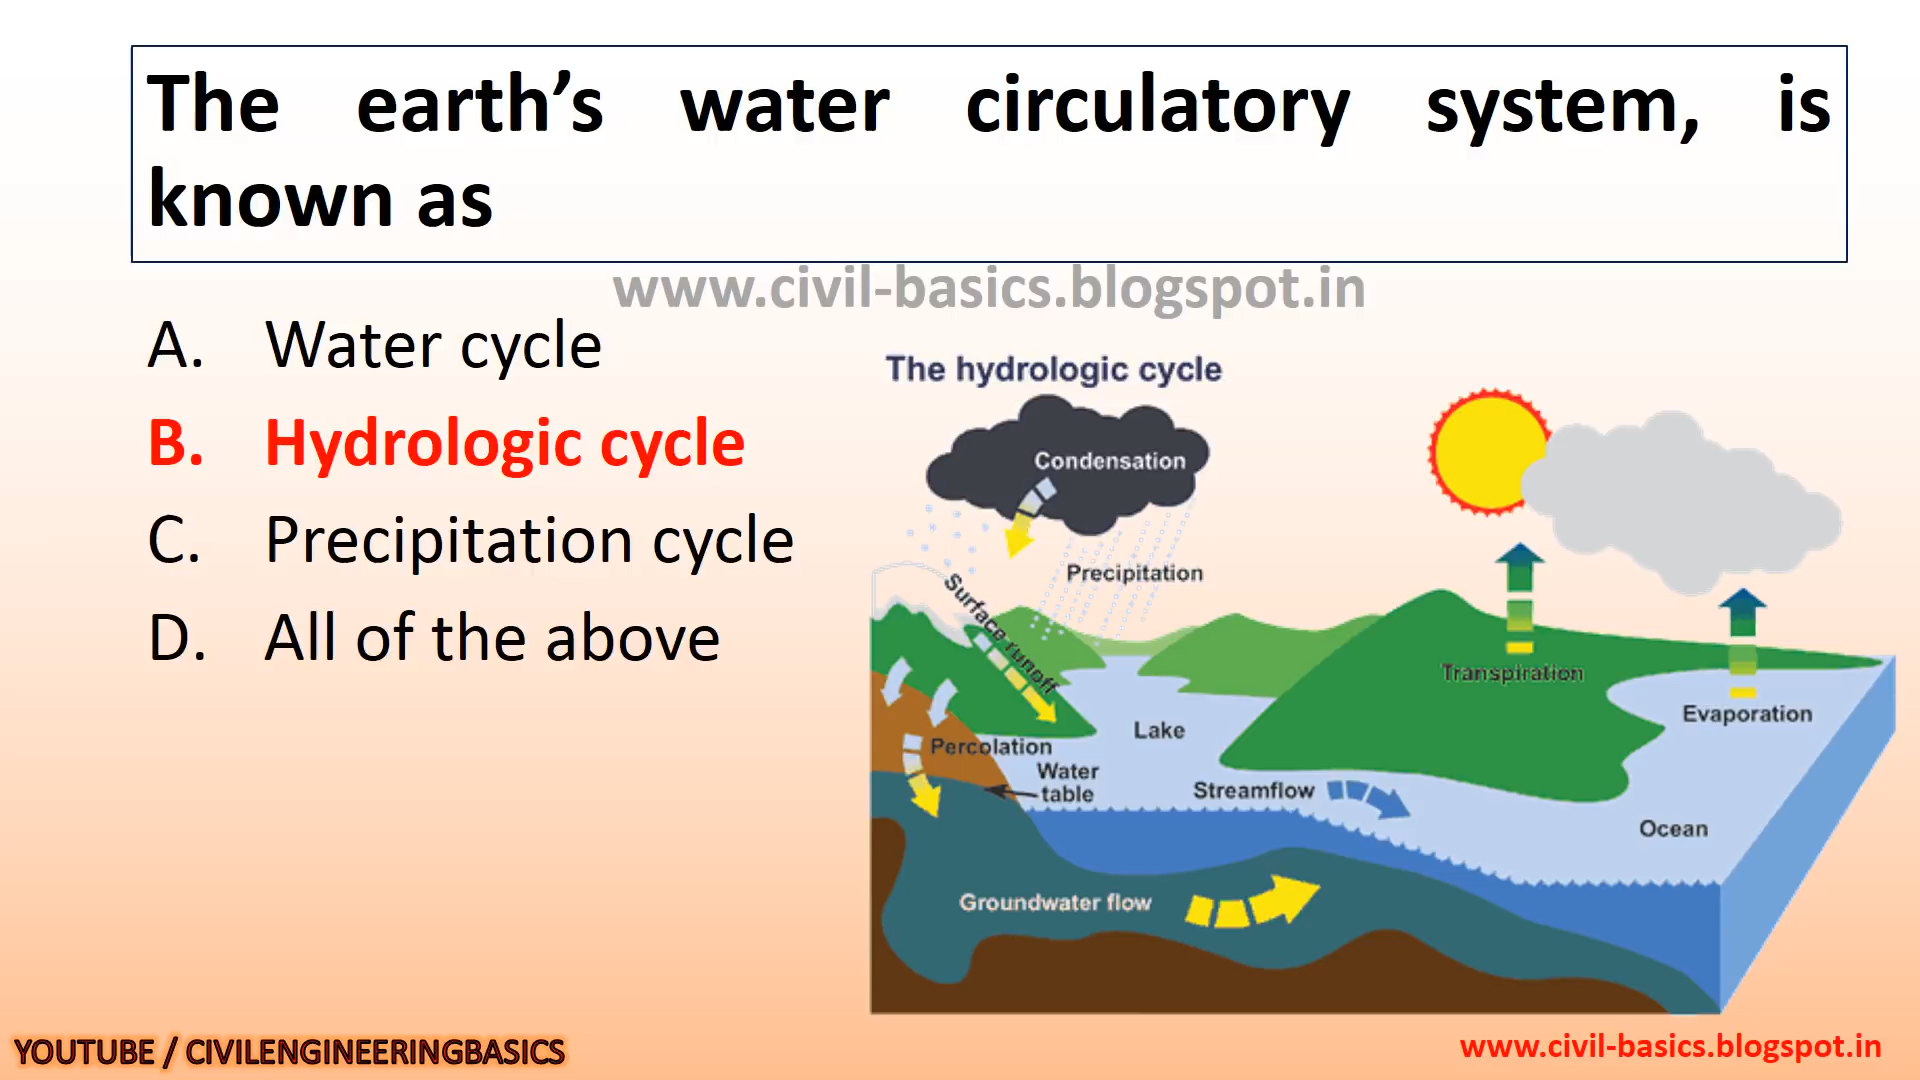 The earth’s water circulatory system, is
known as
www.civil-basics.blogspot.in
A. Water cycle
B. Hydrologic cycle
C. Precipitation cycle
D. All of the above
The hydrologic cycle
Condensation
Precipitation
Surface runoff
Transpiration
Evaporation
Lake
Percolation
Water
table
Streamflow
Ocean
Groundwater flow
YOUTUBE / CIVILENGINEERINGBASICS
www.civil-basics.blogspot.in